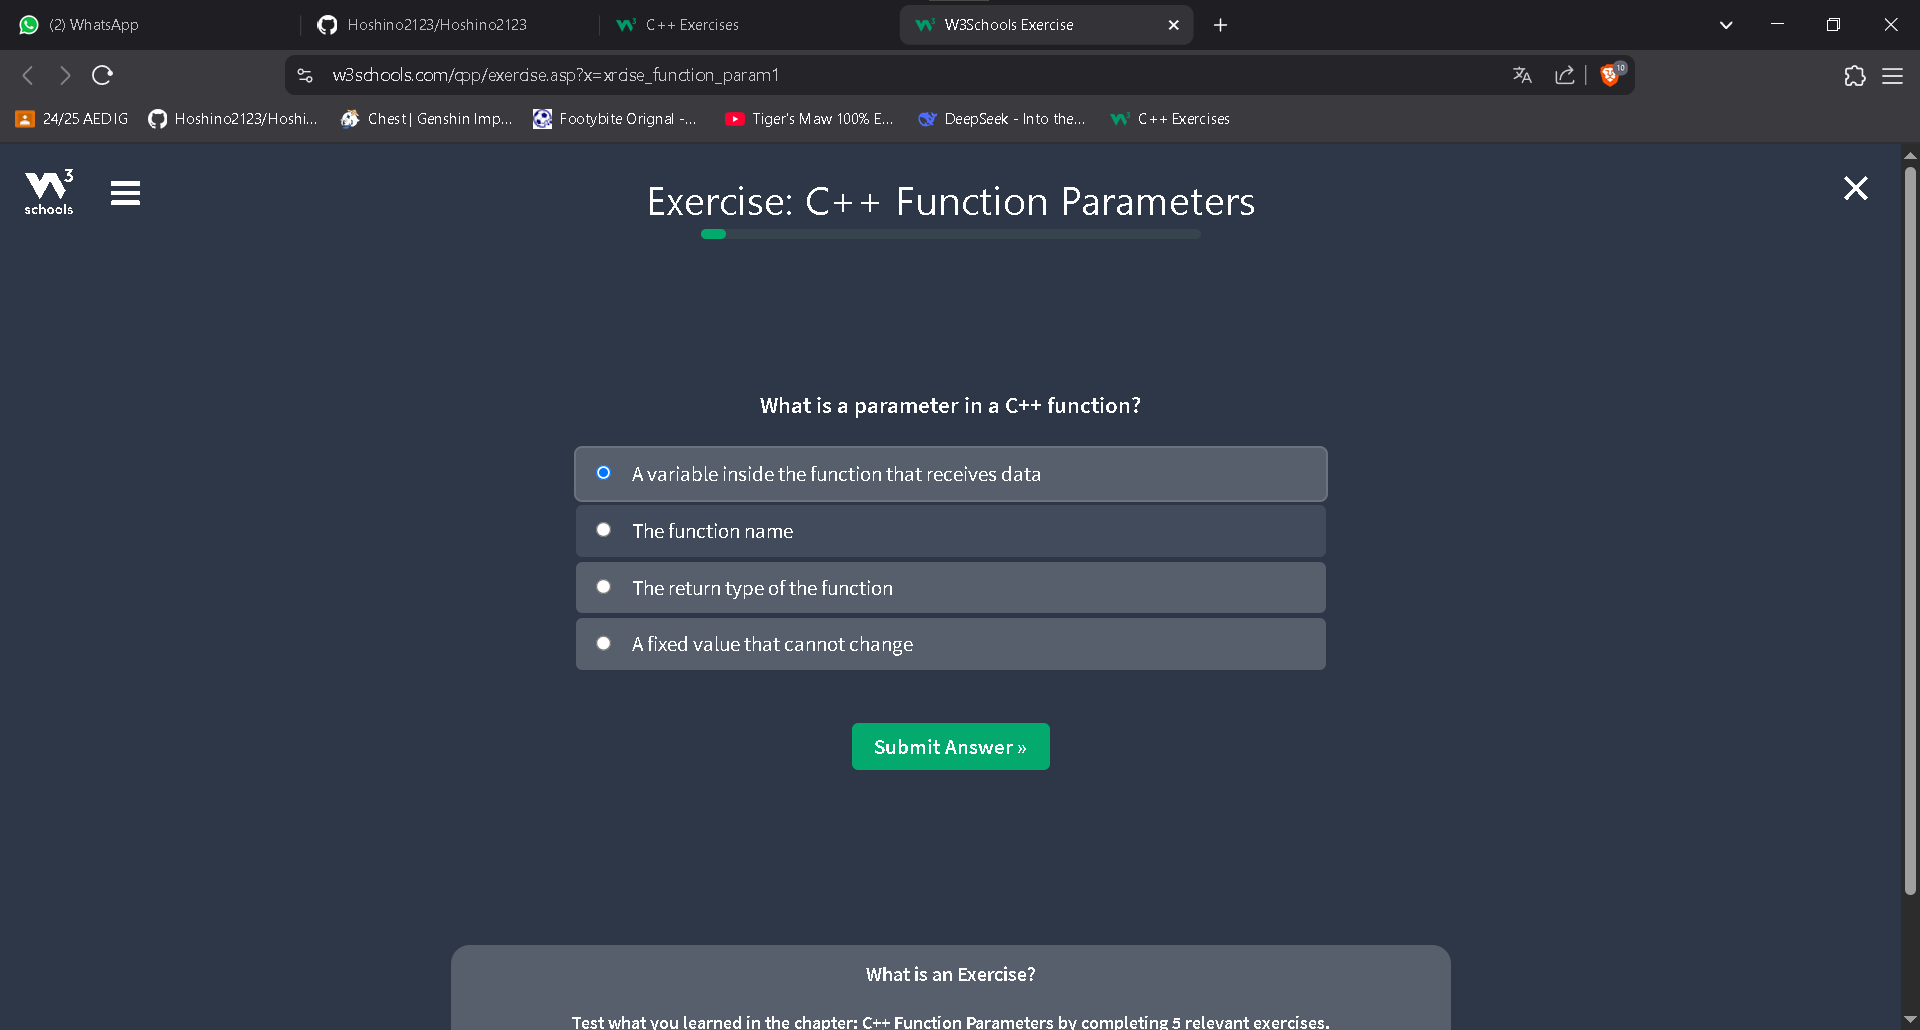 (2) WhatsApp
Hoshino2123/Hoshino2123
C++ Exercises
W3Schools Exercise
w3schools.com/cpp/exercise.asp?x=xrcise_function_param1
10
24/25 AEDIG
Hoshino2123/Hoshi...
Chest | Genshin Imp...
Footybite Orignal -...
Tiger's Maw 100% E...
DeepSeek - Into the...
C++ Exercises
W3
schools
Exercise: C++ Function Parameters
What is a parameter in a C++ function?
A variable inside the function that receives data
The function name
The return type of the function
A fixed value that cannot change
Submit Answer »
What is an Exercise?
Test what you learned in the chapter: C++ Function Parameters by completing 5 relevant exercises.